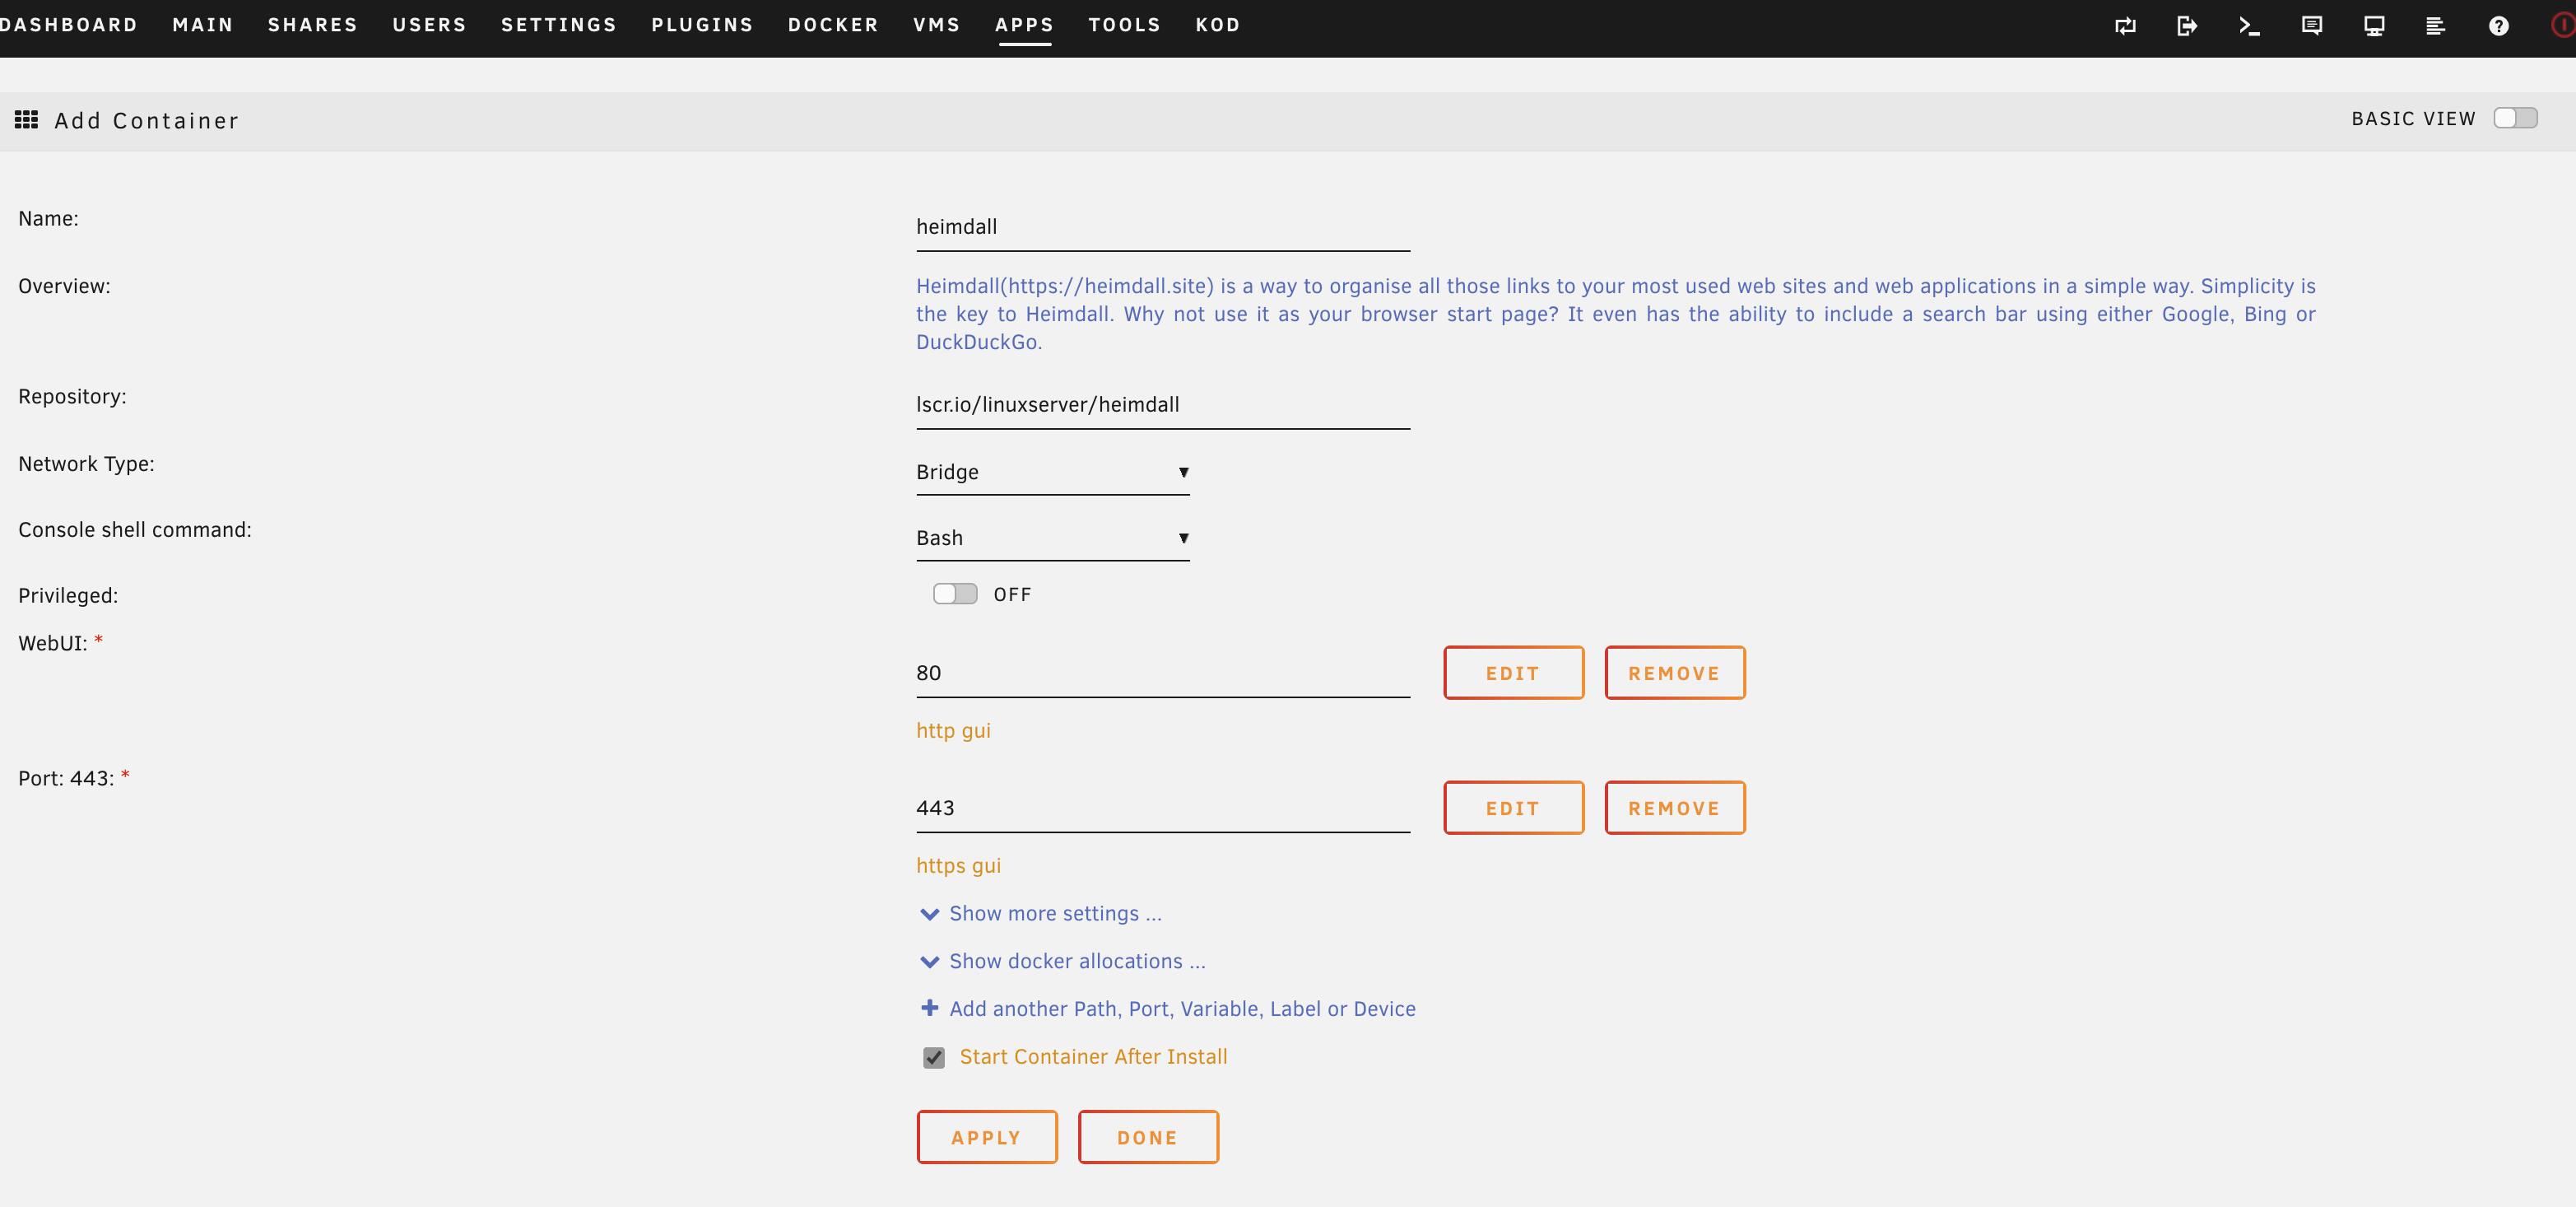 DASHBOARD MAIN SHARES USERS SETTINGS PLUGINS DOCKER VMS APPS TOOLS KOD
Add Container
BASIC VIEW
Name:
heimdall
Overview:
Heimdall(https://heimdall.site) is a way to organise all those links to your most used web sites and web applications in a simple way. Simplicity is
the key to Heimdall. Why not use it as your browser start page? It even has the ability to include a search bar using either Google, Bing or
DuckDuckGo.
Repository:
lscr.io/linuxserver/heimdall
Network Type:
Bridge
Console shell command:
Bash
Privileged:
OFF
WebUI: *
80
EDIT REMOVE
http gui
Port: 443: *
443
EDIT REMOVE
https gui
Show more settings ...
Show docker allocations ...
Add another Path, Port, Variable, Label or Device
Start Container After Install
APPLY DONE